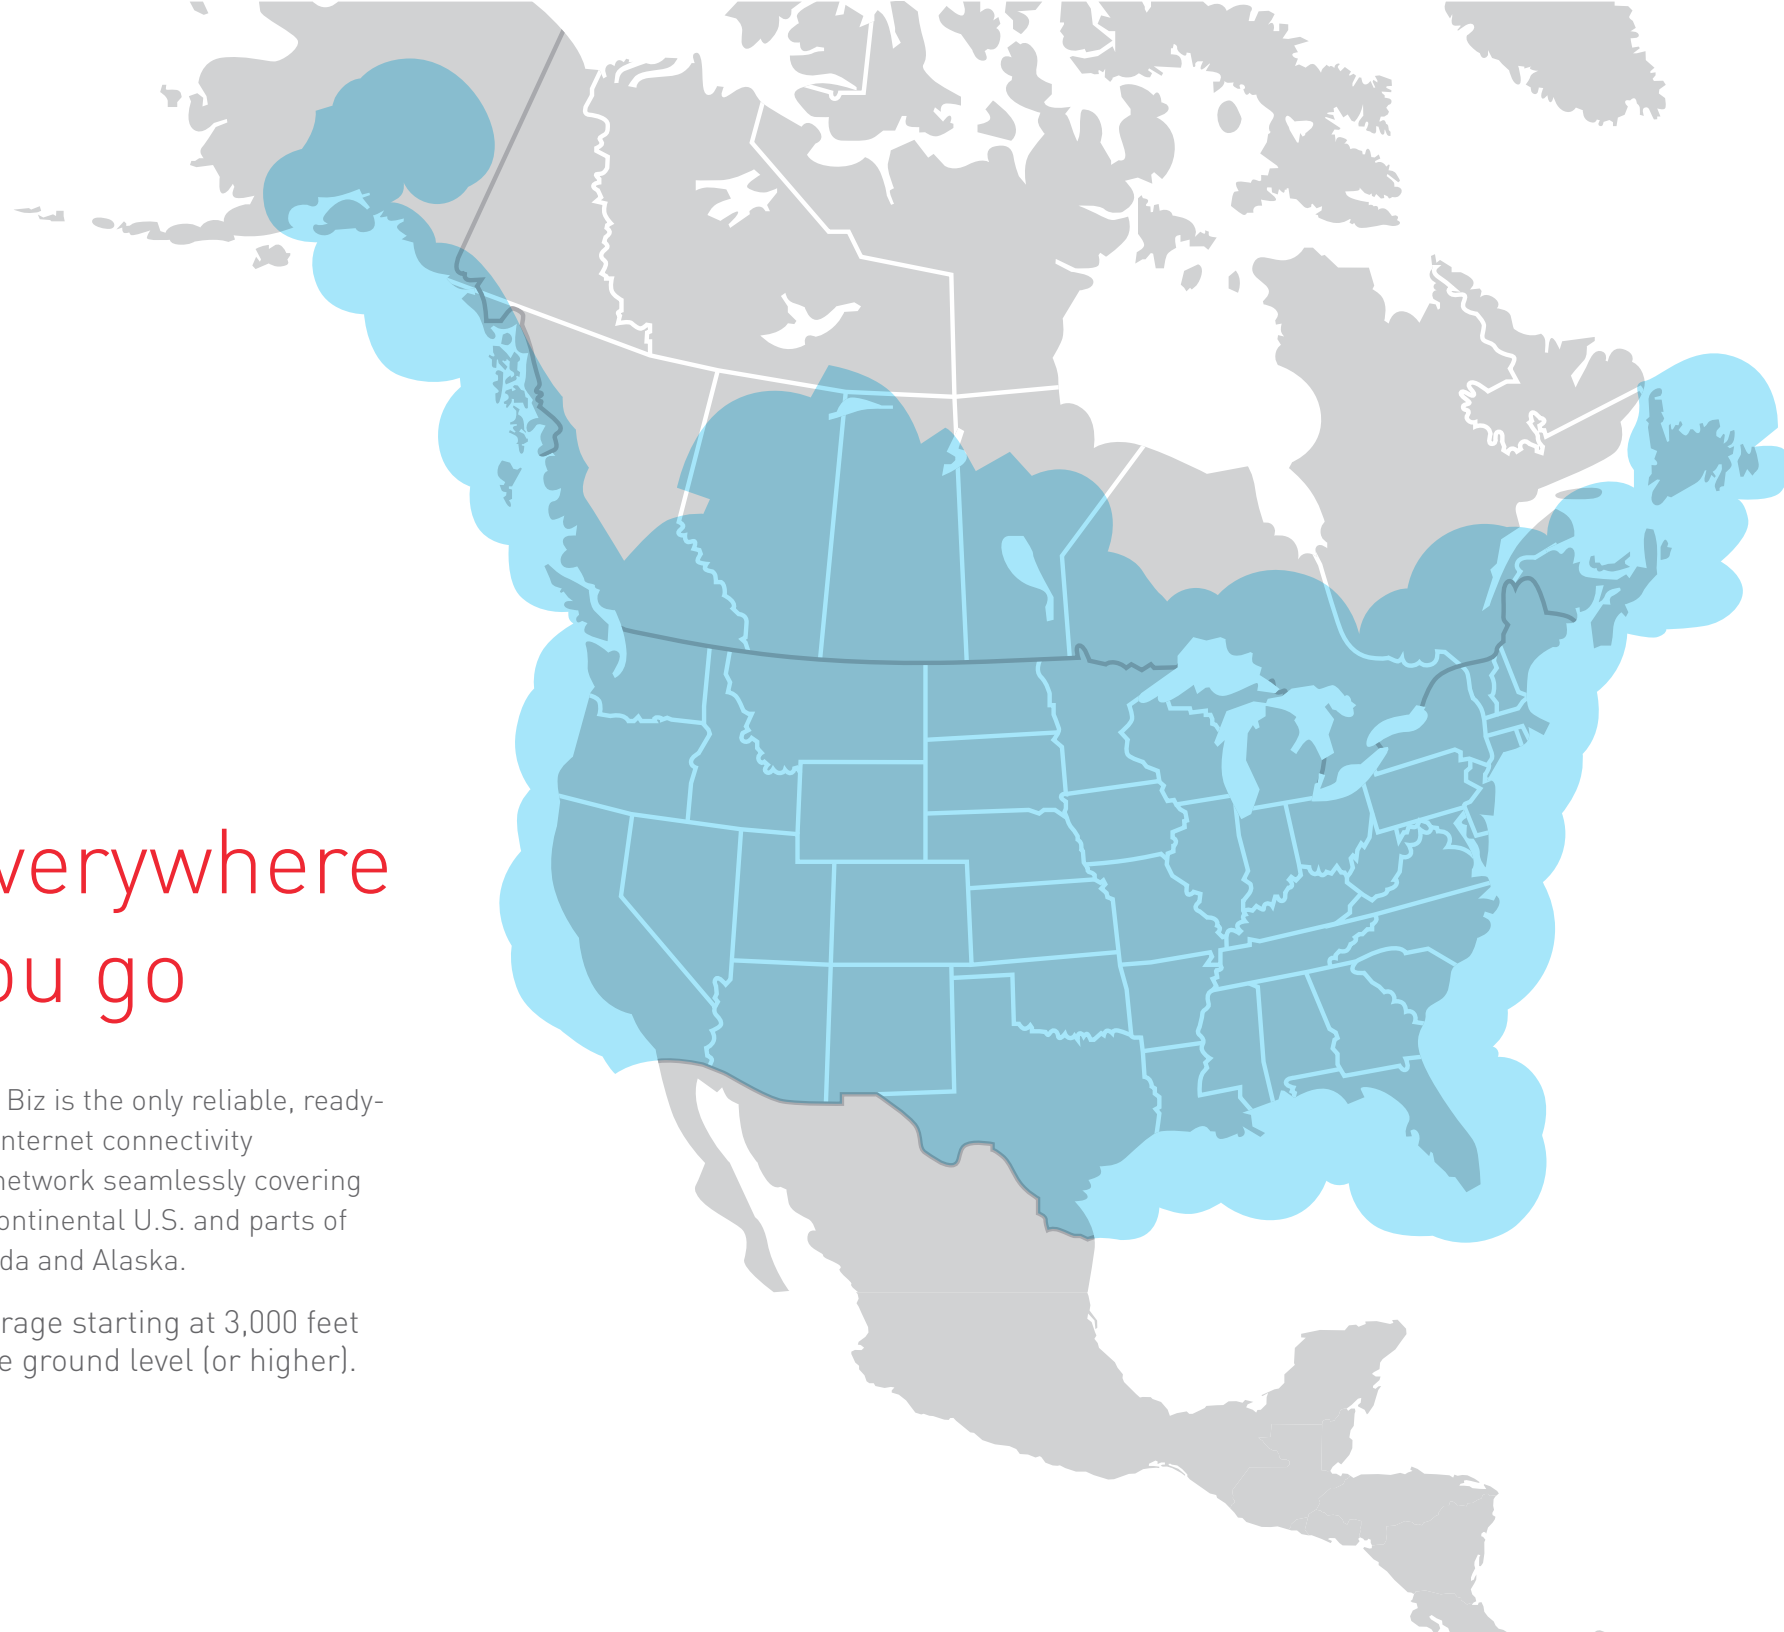 verywhere
ou go
Biz is the only reliable, ready-
nternet connectivity
network seamlessly covering
ontinental U.S. and parts of
da and Alaska.
rage starting at 3,000 feet
e ground level (or higher).